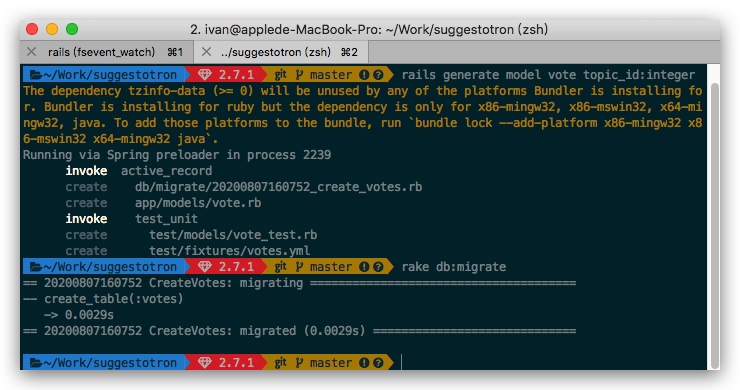 2. ivan@applede-MacBook-Pro: ~/Work/suggestotron (zsh)
rails (fsevent_watch) ⌘1 ../suggestotron (zsh) ⌘2
~/Work/suggestotron 2.7.1 git master rails generate model vote topic_id:integer
The dependency tzinfo-data (>= 0) will be unused by any of the platforms Bundler is installing fo
r. Bundler is installing for ruby but the dependency is only for x86-mingw32, x86-mswin32, x64-mi
ngw32, java. To add those platforms to the bundle, run `bundle lock --add-platform x86-mingw32 x8
6-mswin32 x64-mingw32 java`.
Running via Spring preloader in process 2239
invoke active_record
create db/migrate/20200807160752_create_votes.rb
create app/models/vote.rb
invoke test_unit
create test/models/vote_test.rb
create test/fixtures/votes.yml
~/Work/suggestotron 2.7.1 git master rake db:migrate
== 20200807160752 CreateVotes: migrating ======================================
-- create_table(:votes)
-> 0.0029s
== 20200807160752 CreateVotes: migrated (0.0029s) =============================
~/Work/suggestotron 2.7.1 git master